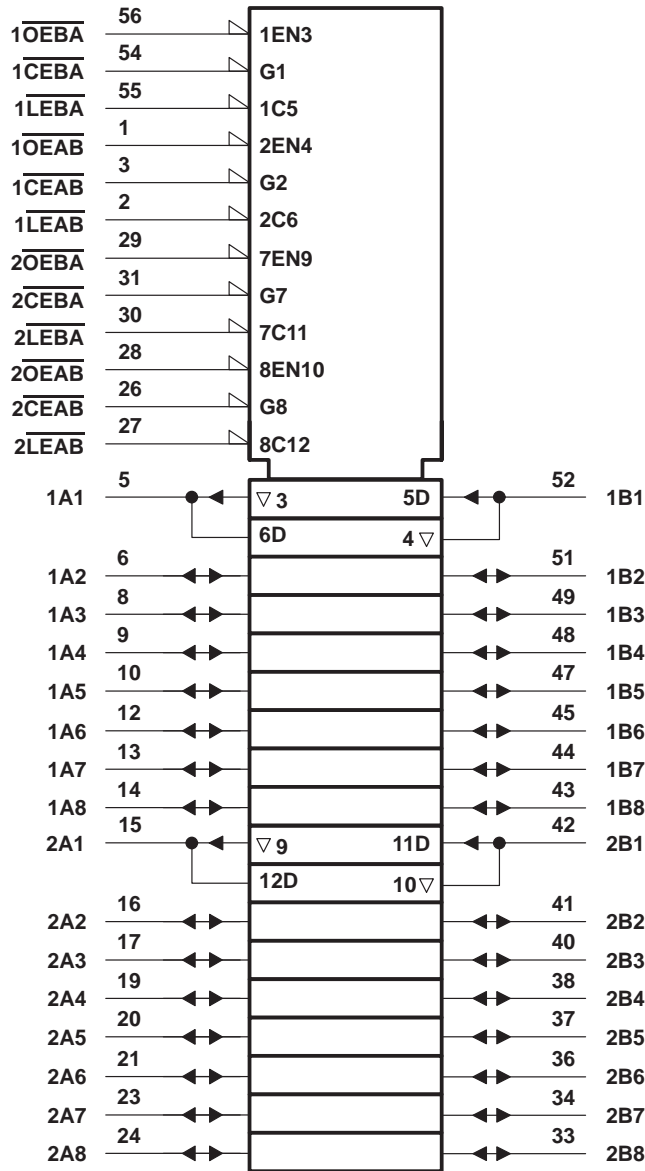 56
1OEBA 1EN3
54
1CEBA G1
55
1LEBA 1C5
1
1OEAB 2EN4
3
1CEAB G2
2
1LEAB 2C6
29
2OEBA 7EN9
31
2CEBA G7
30
2LEBA 7C11
28
2OEAB 8EN10
26
2CEAB G8
27
2LEAB 8C12
5 52
1A1 ▽ 3 5D 1B1
6D 4 ▽
6 51
1A2 1B2
8 49
1A3 1B3
9 48
1A4 1B4
10 47
1A5 1B5
12 45
1A6 1B6
13 44
1A7 1B7
14 43
1A8 1B8
15 42
2A1 ▽ 9 11D 2B1
12D 10 ▽
16 41
2A2 2B2
17 40
2A3 2B3
19 38
2A4 2B4
20 37
2A5 2B5
21 36
2A6 2B6
23 34
2A7 2B7
24 33
2A8 2B8